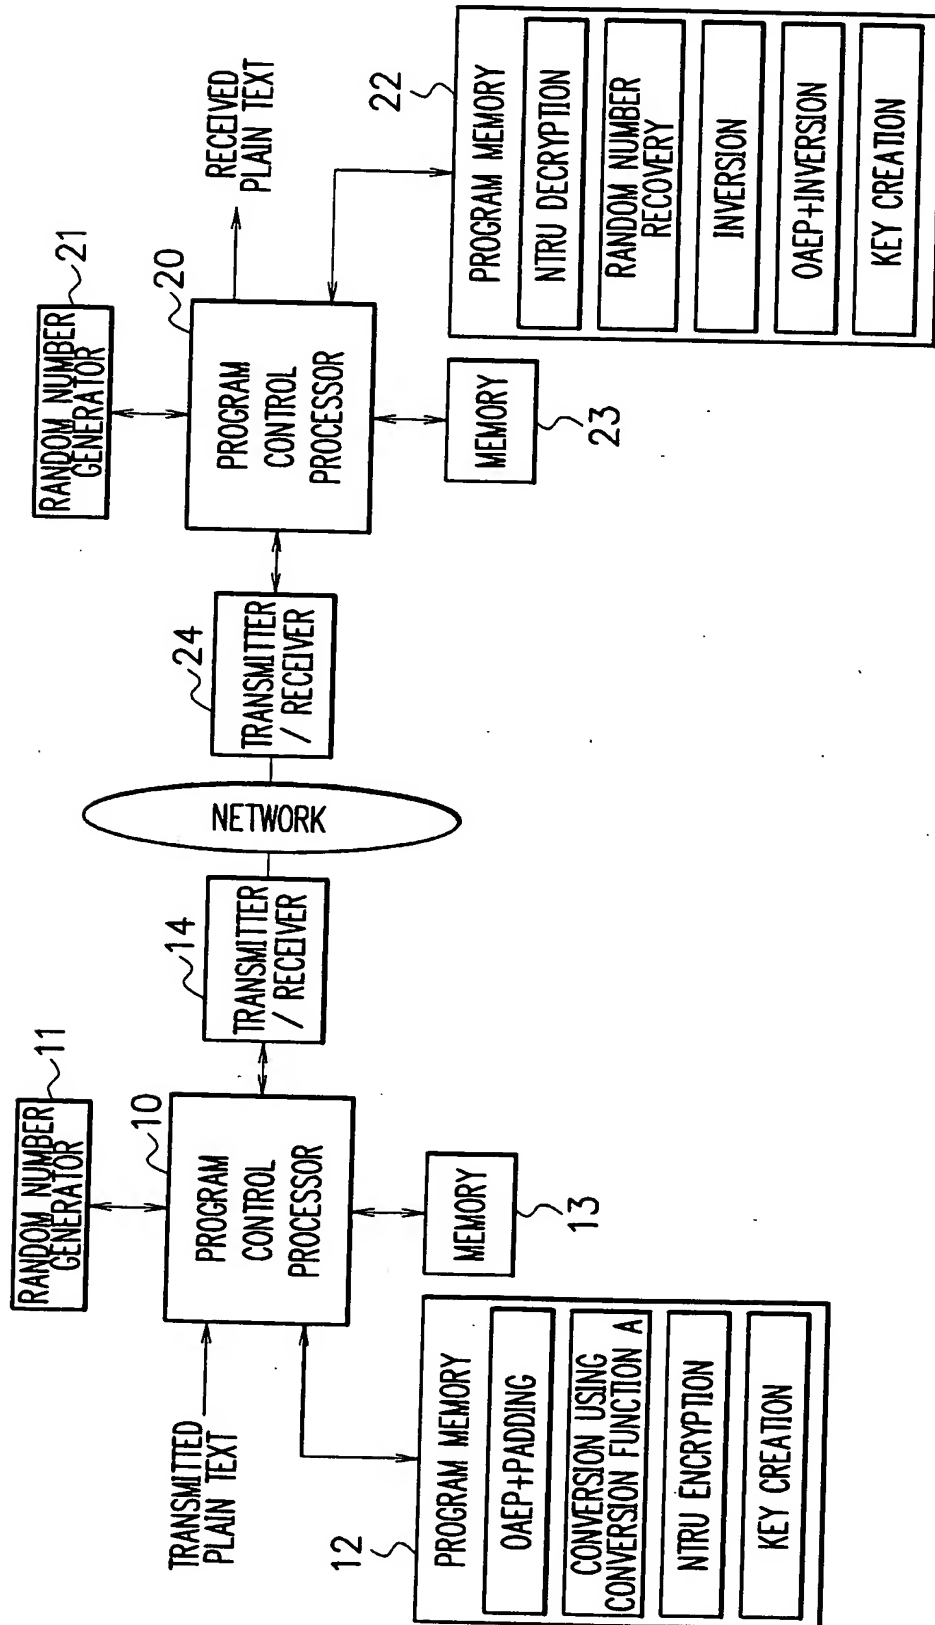 TRANSMITTED
PLAIN TEXT
RANDOM NUMBER
GENERATOR
11
10
PROGRAM
CONTROL
PROCESSOR
12
PROGRAM MEMORY
OAEP+PADDING
CONVERSION USING
CONVERSION FUNCTION A
NTRU ENCRYPTION
KEY CREATION
MEMORY
13
14
TRANSMITTER
/ RECEIVER
NETWORK
24
TRANSMITTER
/ RECEIVER
RANDOM NUMBER
GENERATOR
21
20
PROGRAM
CONTROL
PROCESSOR
RECEIVED
PLAIN TEXT
MEMORY
23
22
PROGRAM MEMORY
NTRU DECRYPTION
RANDOM NUMBER
RECOVERY
INVERSION
OAEP+INVERSION
KEY CREATION